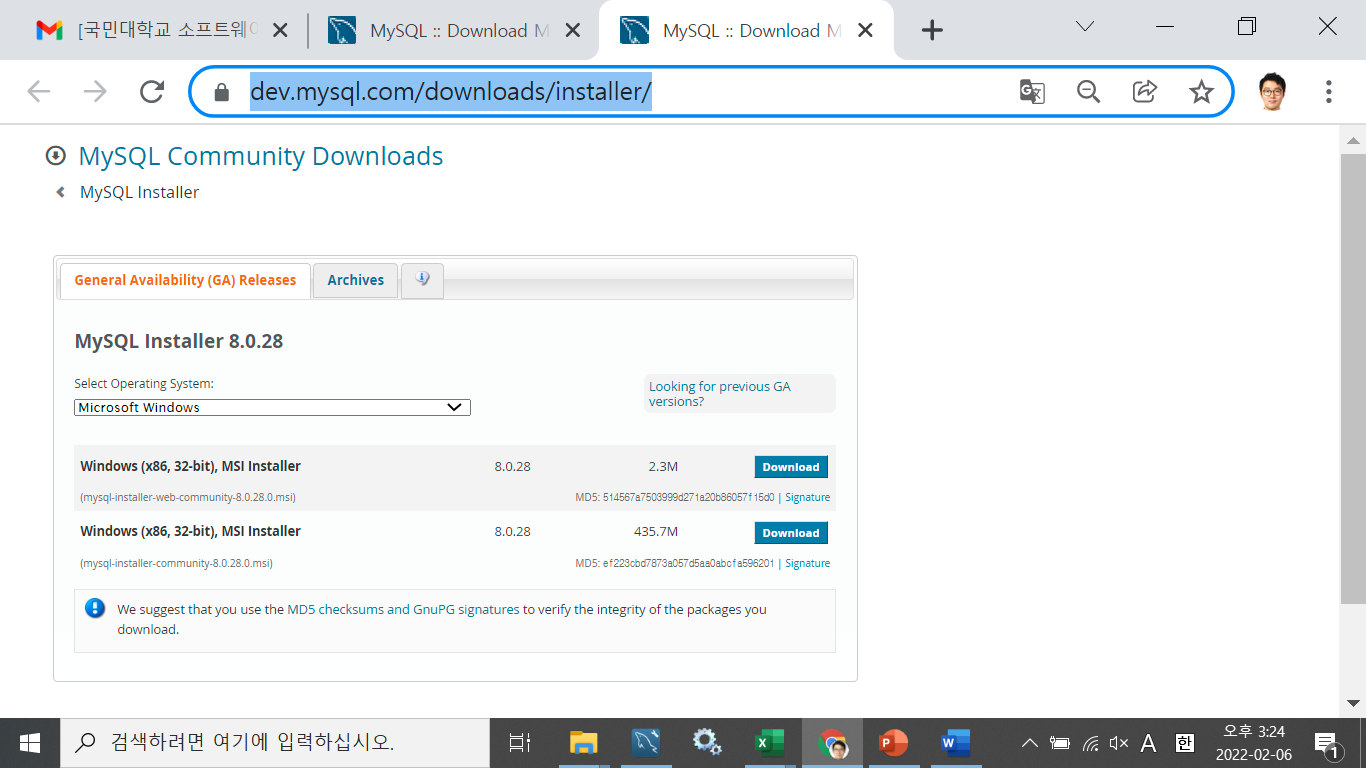 [국민대학교 소프트웨어
MySQL :: Download M
MySQL :: Download M
dev.mysql.com/downloads/installer/
MySQL Community Downloads
MySQL Installer
General Availability (GA) Releases
Archives
MySQL Installer 8.0.28
Select Operating System:
Looking for previous GA versions?
Microsoft Windows
Windows (x86, 32-bit), MSI Installer 8.0.28 2.3M Download
(mysql-installer-web-community-8.0.28.0.msi) MD5: 514567a7503999d271a20b86057f15d0 | Signature
Windows (x86, 32-bit), MSI Installer 8.0.28 435.7M Download
(mysql-installer-community-8.0.28.0.msi) MD5: ef223cbd7873a057d5aa0abcfa596201 | Signature
We suggest that you use the MD5 checksums and GnuPG signatures to verify the integrity of the packages you
download.
검색하려면 여기에 입력하십시오.
X
P
W
A
한
오후 3:24
2022-02-06
1